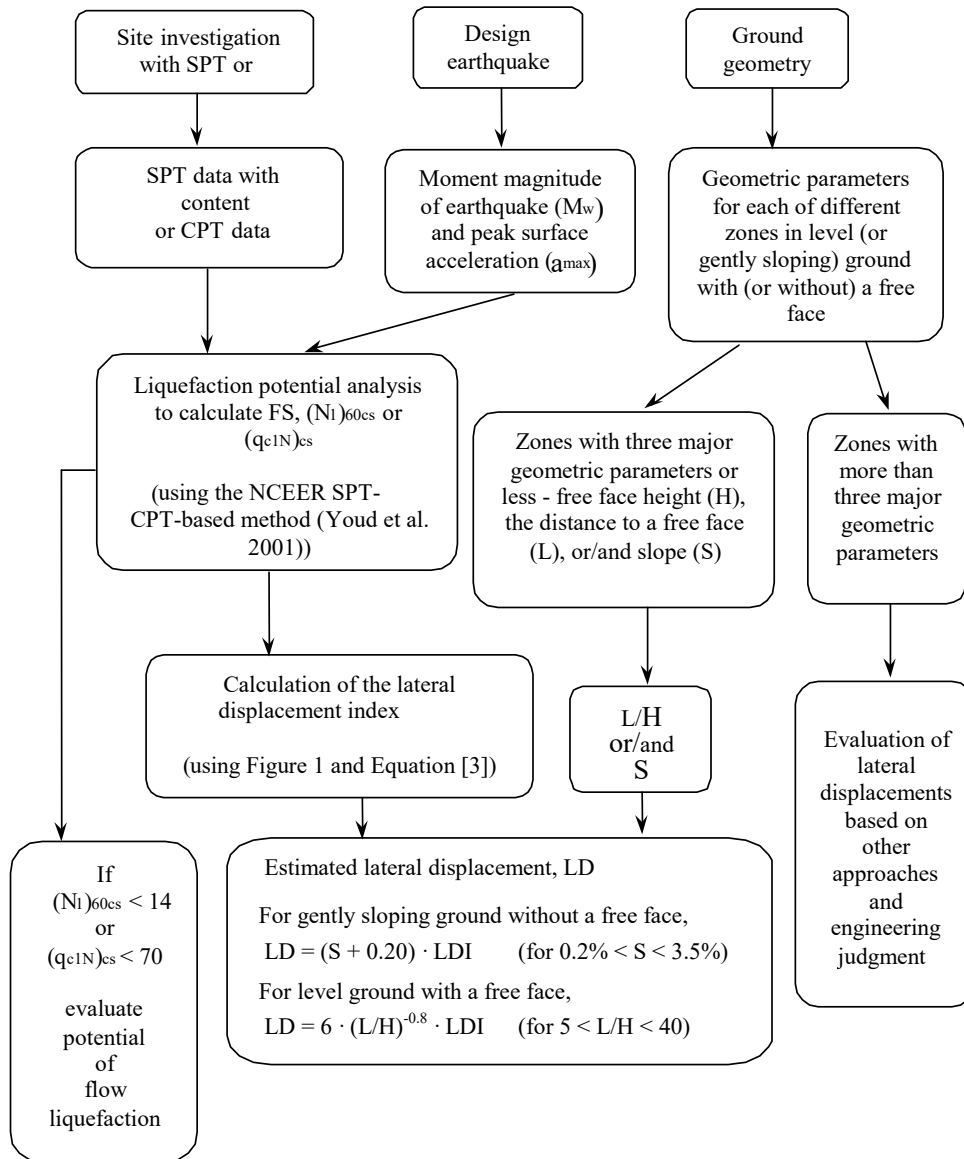 Site investigation
with SPT or
Design
earthquake
Ground
geometry
SPT data with
content
or CPT data
Moment magnitude
of earthquake (Mw)
and peak surface
acceleration (amax)
Geometric parameters
for each of different
zones in level (or
gently sloping) ground
with (or without) a free
face
Liquefaction potential analysis
to calculate FS, (N1)60cs or
(qc1N)cs
(using the NCEER SPT-
CPT-based method (Youd et al.
2001))
Zones with three major
geometric parameters or
less - free face height (H),
the distance to a free face
(L), or/and slope (S)
Zones with
more than
three major
geometric
parameters
Calculation of the lateral
displacement index
(using Figure 1 and Equation [3])
L/H
or/and
S
Evaluation of
lateral
displacements
based on
other
approaches
and
engineering
judgment
If
(N1)60cs < 14
or
(qc1N)cs < 70
evaluate
potential
of
flow
liquefaction
Estimated lateral displacement, LD
For gently sloping ground without a free face,
LD = (S + 0.20) · LDI (for 0.2% < S < 3.5%)
For level ground with a free face,
LD = 6 · (L/H)-0.8 · LDI (for 5 < L/H < 40)